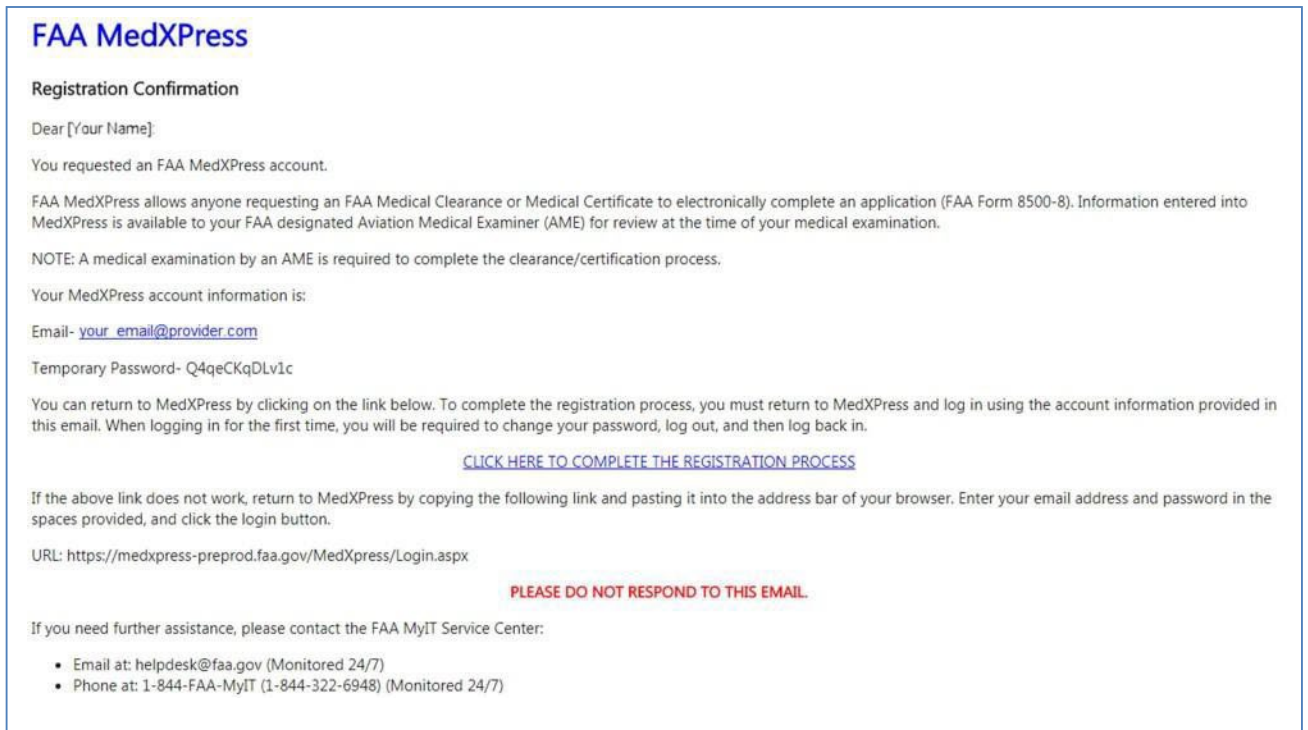 FAA MedXPress
Registration Confirmation
Dear [Your Name]:
You requested an FAA MedXPress account.
FAA MedXPress allows anyone requesting an FAA Medical Clearance or Medical Certificate to electronically complete an application (FAA Form 8500-8). Information entered into
MedXPress is available to your FAA designated Aviation Medical Examiner (AME) for review at the time of your medical examination.
NOTE: A medical examination by an AME is required to complete the clearance/certification process.
Your MedXPress account information is:
Email- your_email@provider.com
Temporary Password- Q4qeCKqDLv1c
You can return to MedXPress by clicking on the link below. To complete the registration process, you must return to MedXPress and log in using the account information provided in
this email. When logging in for the first time, you will be required to change your password, log out, and then log back in.
CLICK HERE TO COMPLETE THE REGISTRATION PROCESS
If the above link does not work, return to MedXPress by copying the following link and pasting it into the address bar of your browser. Enter your email address and password in the
spaces provided, and click the login button.
URL: https://medxpress-preprod.faa.gov/MedXpress/Login.aspx
PLEASE DO NOT RESPOND TO THIS EMAIL.
If you need further assistance, please contact the FAA MyIT Service Center:
• Email at: helpdesk@faa.gov (Monitored 24/7)
• Phone at: 1-844-FAA-MyIT (1-844-322-6948) (Monitored 24/7)